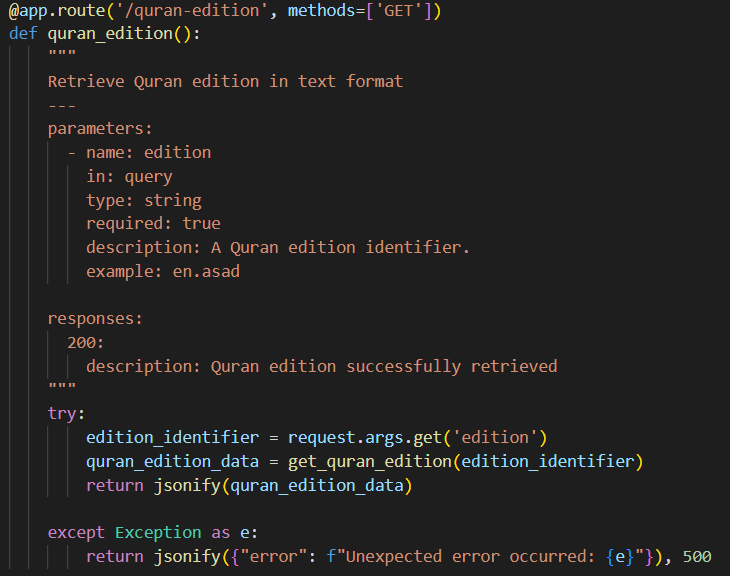 @app.route('/quran-edition', methods=['GET'])
def quran_edition():
    """
    Retrieve Quran edition in text format
    ---
    parameters:
      - name: edition
        in: query
        type: string
        required: true
        description: A Quran edition identifier.
        example: en.asad

    responses:
      200:
        description: Quran edition successfully retrieved
    """
    try:
        edition_identifier = request.args.get('edition')
        quran_edition_data = get_quran_edition(edition_identifier)
        return jsonify(quran_edition_data)

    except Exception as e:
        return jsonify({"error": f"Unexpected error occurred: {e}"}), 500